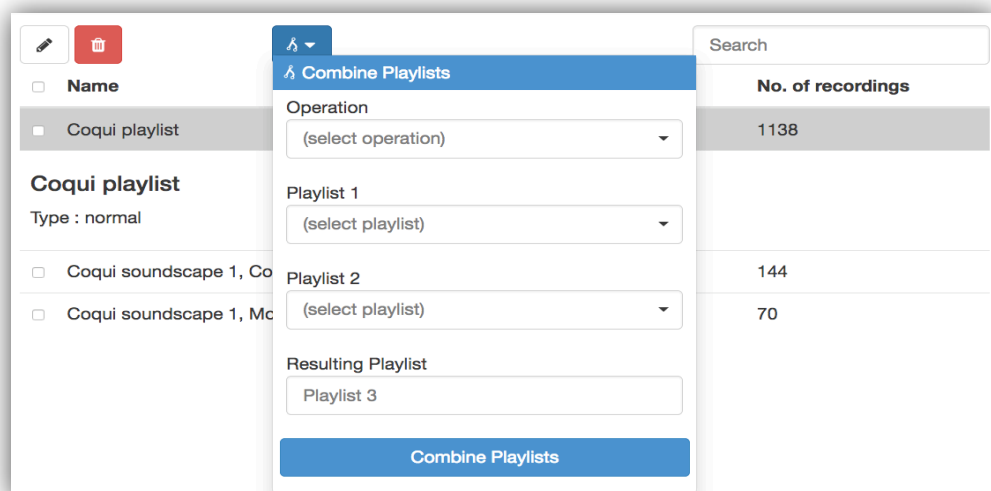 Search
Combine Playlists
Name
No. of recordings
Operation
Coqui playlist
(select operation)
1138
Coqui playlist
Type : normal
Playlist 1
(select playlist)
Coqui soundscape 1, Co
144
Playlist 2
(select playlist)
Coqui soundscape 1, Mo
70
Resulting Playlist
Playlist 3
Combine Playlists